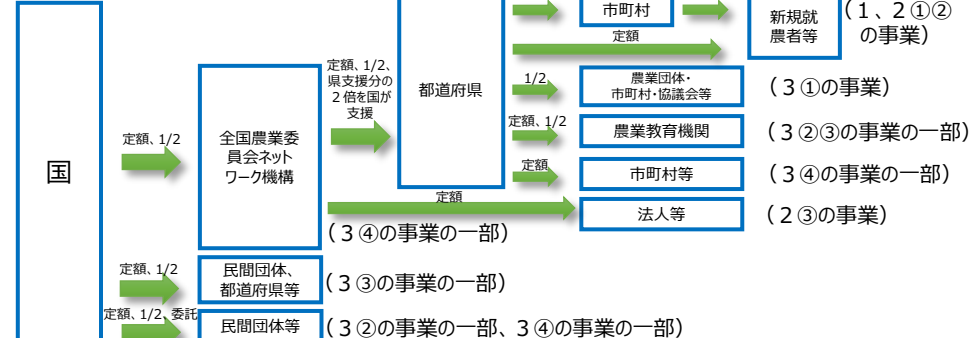 国
定額、1/2
全国農業委
員会ネット
ワーク機構
定額、1/2、
県支援分の
２倍を国が
支援
都道府県
市町村
新規就
農者等
（１、２①②
の事業）
定額
1/2
農業団体・
市町村・協議会等
（３①の事業）
定額、1/2
農業教育機関
（３②③の事業の一部）
定額
市町村等
（３④の事業の一部）
定額
法人等
（２③の事業）
（３④の事業の一部）
定額、1/2
民間団体、
都道府県等
（３③の事業の一部）
定額、1/2、委託
民間団体等
（３②の事業の一部、３④の事業の一部）